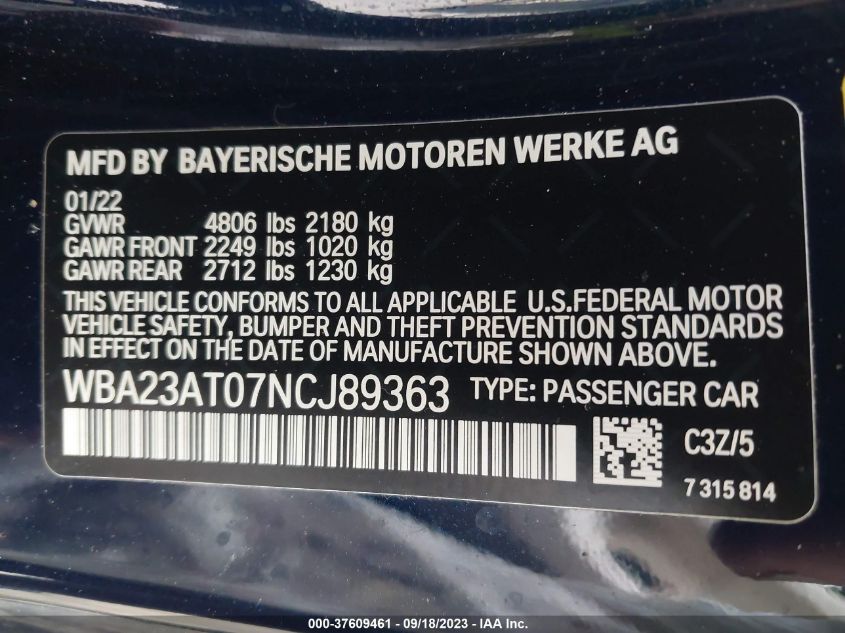 MFD BY BAYERISCHE MOTOREN WERKE AG
01/22
GVWR 4806 lbs 2180 kg
GAWR FRONT 2249 lbs 1020 kg
GAWR REAR 2712 lbs 1230 kg
THIS VEHICLE CONFORMS TO ALL APPLICABLE U.S.FEDERAL MOTOR
VEHICLE SAFETY, BUMPER AND THEFT PREVENTION STANDARDS
IN EFFECT ON THE DATE OF MANUFACTURE SHOWN ABOVE.
WBA23AT07NCJ89363 TYPE: PASSENGER CAR
C3Z/5
7 315 814
000-37609461 - 09/18/2023 - IAA Inc.